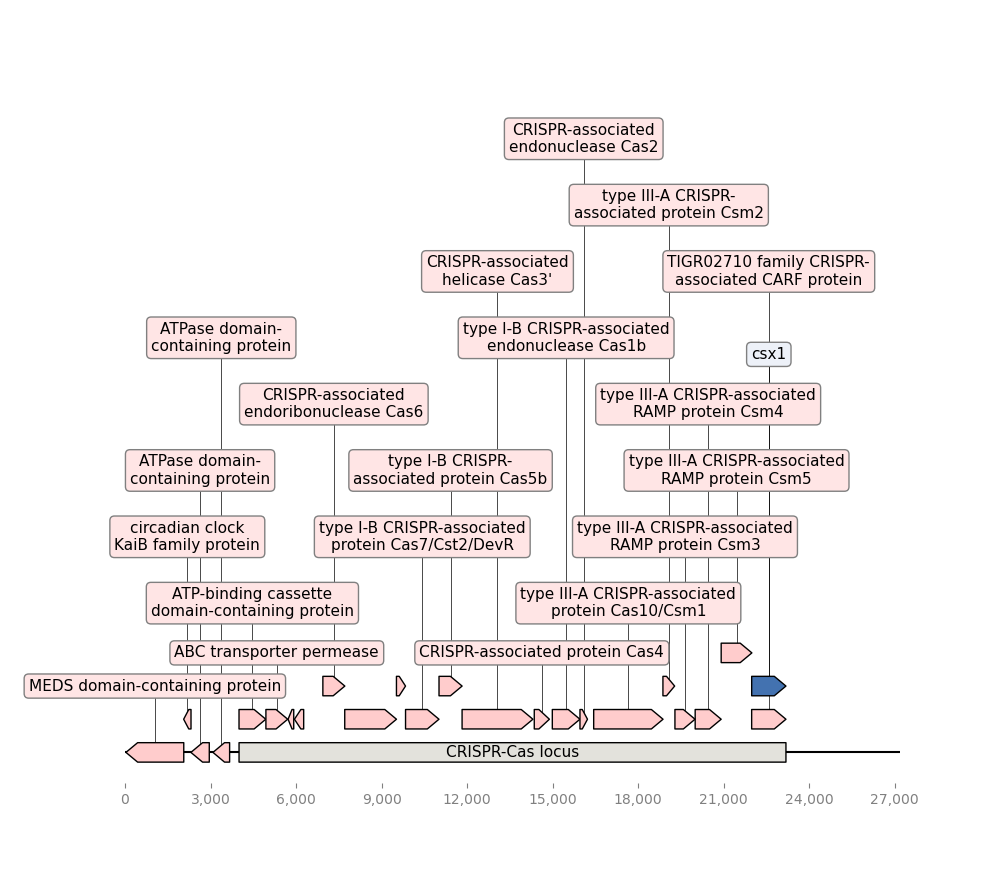 CRISPR-associated
endonuclease Cas2
type III-A CRISPR-
associated protein Csm2
CRISPR-associated
helicase Cas3'
TIGR02710 family CRISPR-
associated CARF protein
ATPase domain-
containing protein
type I-B CRISPR-associated
endonuclease Cas1b
csx1
CRISPR-associated
endoribonuclease Cas6
type III-A CRISPR-associated
RAMP protein Csm4
ATPase domain-
containing protein
type I-B CRISPR-
associated protein Cas5b
type III-A CRISPR-associated
RAMP protein Csm5
circadian clock
KaiB family protein
type I-B CRISPR-associated
protein Cas7/Cst2/DevR
type III-A CRISPR-associated
RAMP protein Csm3
ATP-binding cassette
domain-containing protein
type III-A CRISPR-associated
protein Cas10/Csm1
ABC transporter permease
CRISPR-associated protein Cas4
MEDS domain-containing protein
CRISPR-Cas locus
0 3,000 6,000 9,000 12,000 15,000 18,000 21,000 24,000 27,000